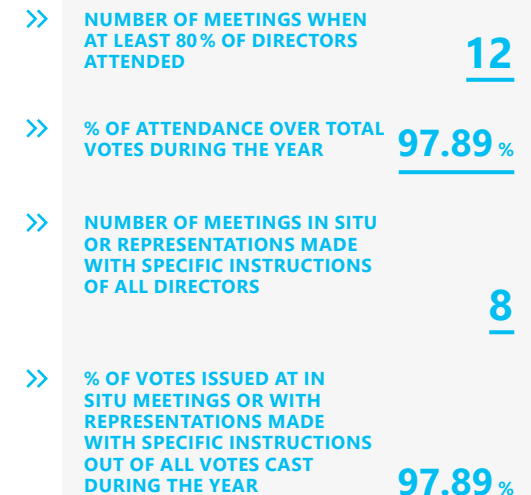 NUMBER OF MEETINGS WHEN
AT LEAST 80% OF DIRECTORS
ATTENDED
12
% OF ATTENDANCE OVER TOTAL
VOTES DURING THE YEAR
97.89 %
NUMBER OF MEETINGS IN SITU
OR REPRESENTATIONS MADE
WITH SPECIFIC INSTRUCTIONS
OF ALL DIRECTORS
8
% OF VOTES ISSUED AT IN
SITU MEETINGS OR WITH
REPRESENTATIONS MADE
WITH SPECIFIC INSTRUCTIONS
OUT OF ALL VOTES CAST
DURING THE YEAR
97.89 %